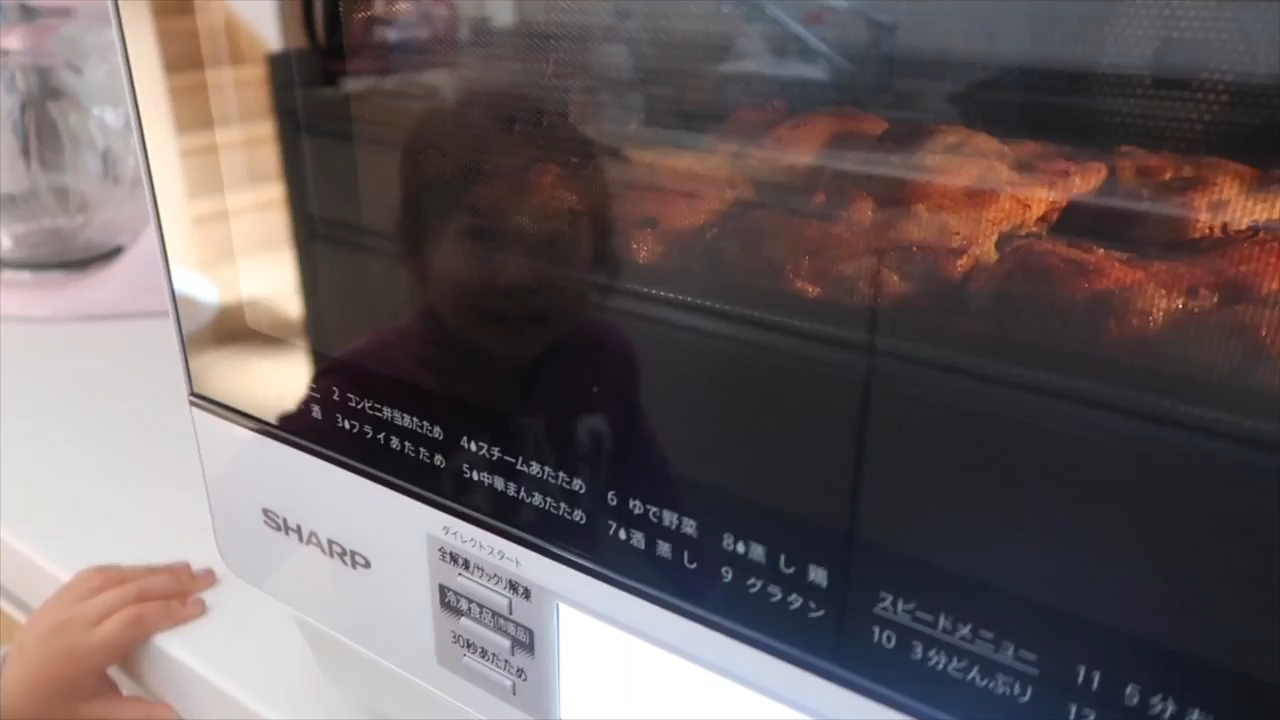 2 コンビニ弁当あたため
酒
3 フライあたため
4 スチームあたため
5 中華まんあたため
6 ゆで野菜
7 酒蒸し
8 蒸し鶏
9 グラタン
スピードメニュー
10 3分どんぶり
11 5分
SHARP
ダイレクトスタート
全解凍/サックリ解凍
冷凍食品(市販品)
30秒あたため